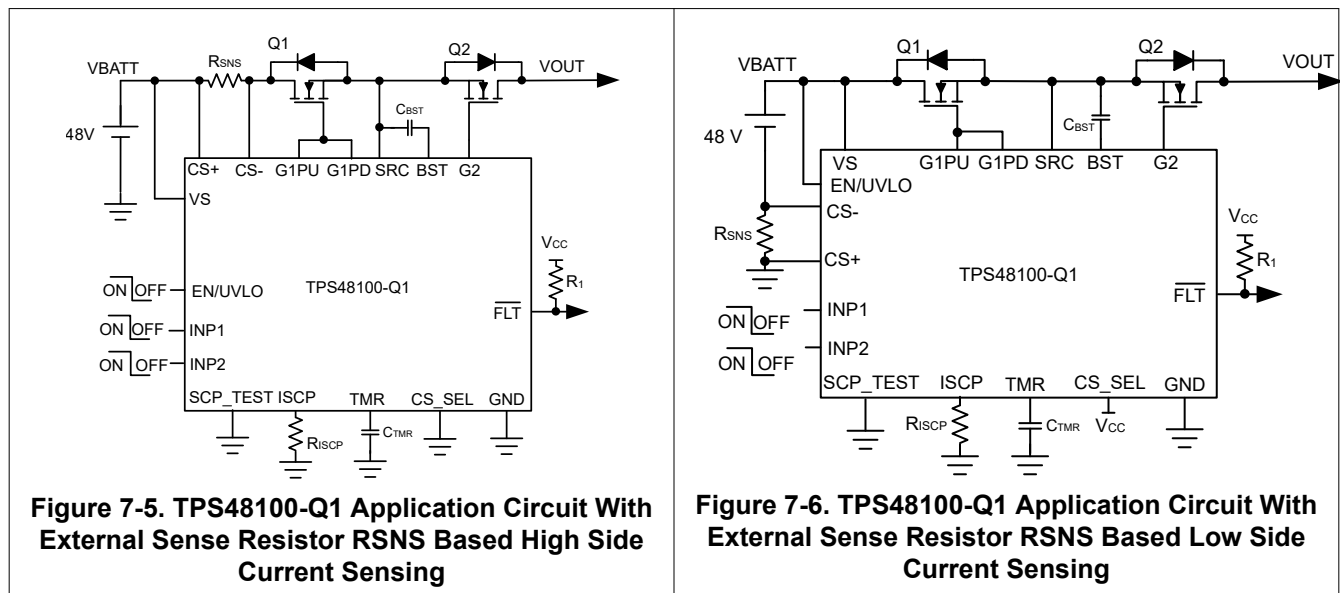 Q1
Q2
RSNS
VBATT
VOUT
CBST
48V
CS+ CS- G1PU G1PD SRC BST G2
VS
VCC
R1
ON OFF EN/UVLO
TPS48100-Q1
FLT
ON OFF INP1
ON OFF INP2
SCP_TEST ISCP TMR CS_SEL GND
RISCP
CTMR
Figure 7-5. TPS48100-Q1 Application Circuit With
External Sense Resistor RSNS Based High Side
Current Sensing
Q1
Q2
VBATT
VOUT
CBST
48 V
VS G1PU G1PD SRC BST G2
EN/UVLO
CS-
RSNS
VCC
R1
CS+
TPS48100-Q1
FLT
ON OFF INP1
ON OFF INP2
SCP_TEST ISCP TMR CS_SEL GND
RISCP
CTMR
VCC
Figure 7-6. TPS48100-Q1 Application Circuit With
External Sense Resistor RSNS Based Low Side
Current Sensing